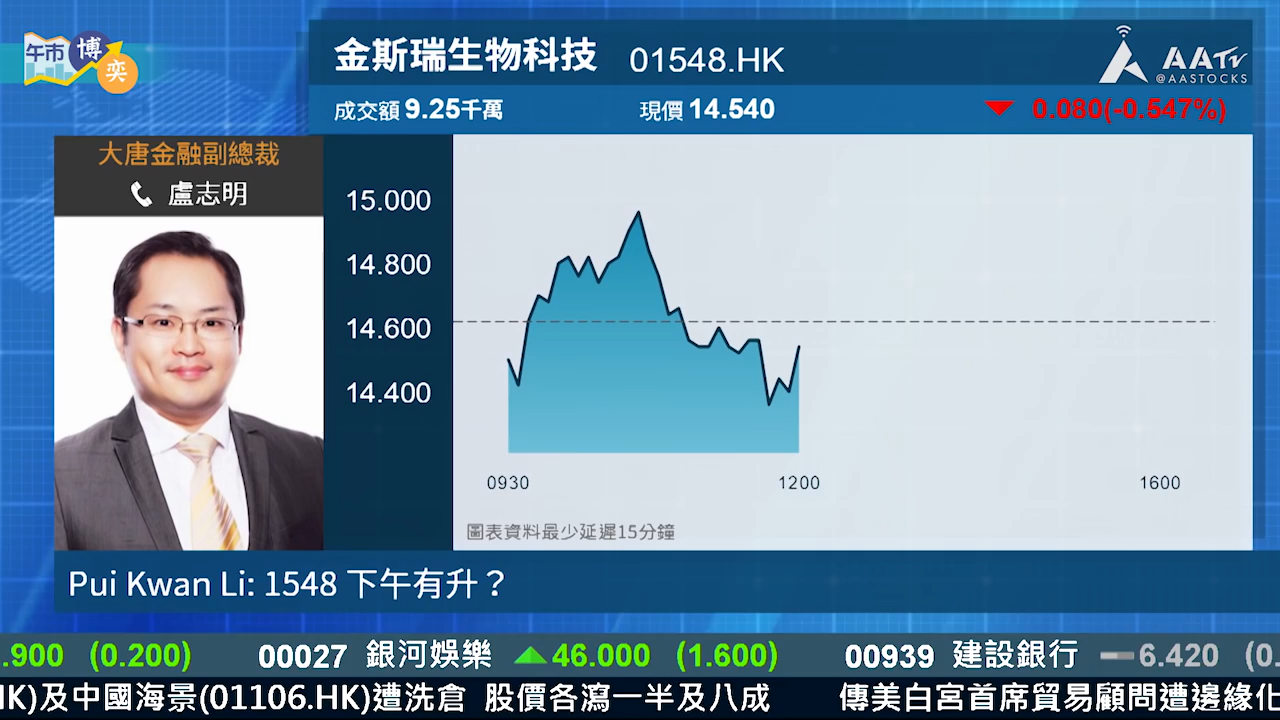 午市博奕
金斯瑞生物科技 01548.HK
AATV
@AASTOCKS
成交額 9.25千萬 現價 14.540 0.080(-0.547%)
大唐金融副總裁
盧志明
15.000
14.800
14.600
14.400
0930 1200 1600
圖表資料最少延遲15分鐘
Pui Kwan Li: 1548 下午有升？
.900 (0.200) 00027 銀河娛樂 46.000 (1.600) 00939 建設銀行 6.420 (0.
HK)及中國海景(01106.HK)遭洗倉 股價各瀉一半及八成 傳美白宮首席貿易顧問遭邊緣化